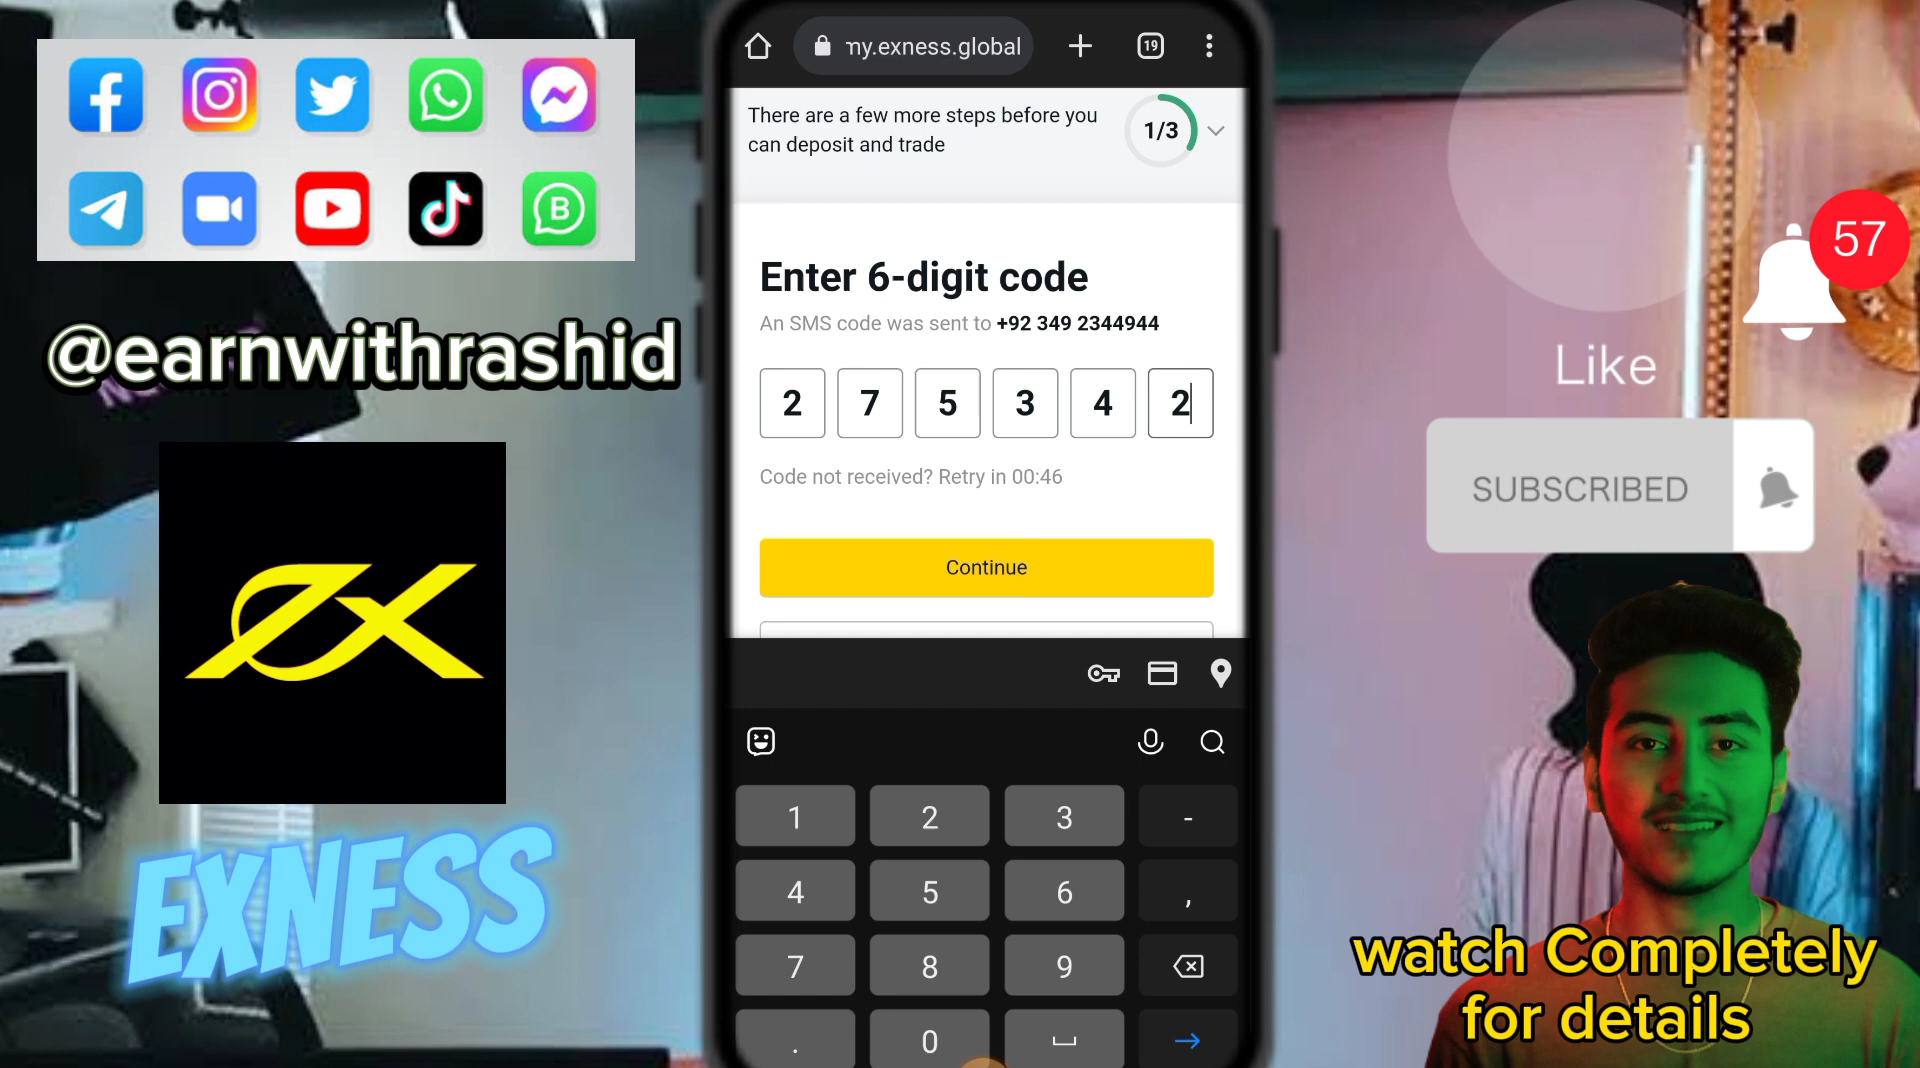 my.exness.global
19
There are a few more steps before you
can deposit and trade
1/3
Enter 6-digit code
An SMS code was sent to +92 349 2344944
2 7 5 3 4 2
Code not received? Retry in 00:46
Continue
1 2 3 -
4 5 6 ,
7 8 9
. 0
@earnwithrashid
EXNESS
57
Like
SUBSCRIBED
watch Completely
for details
B